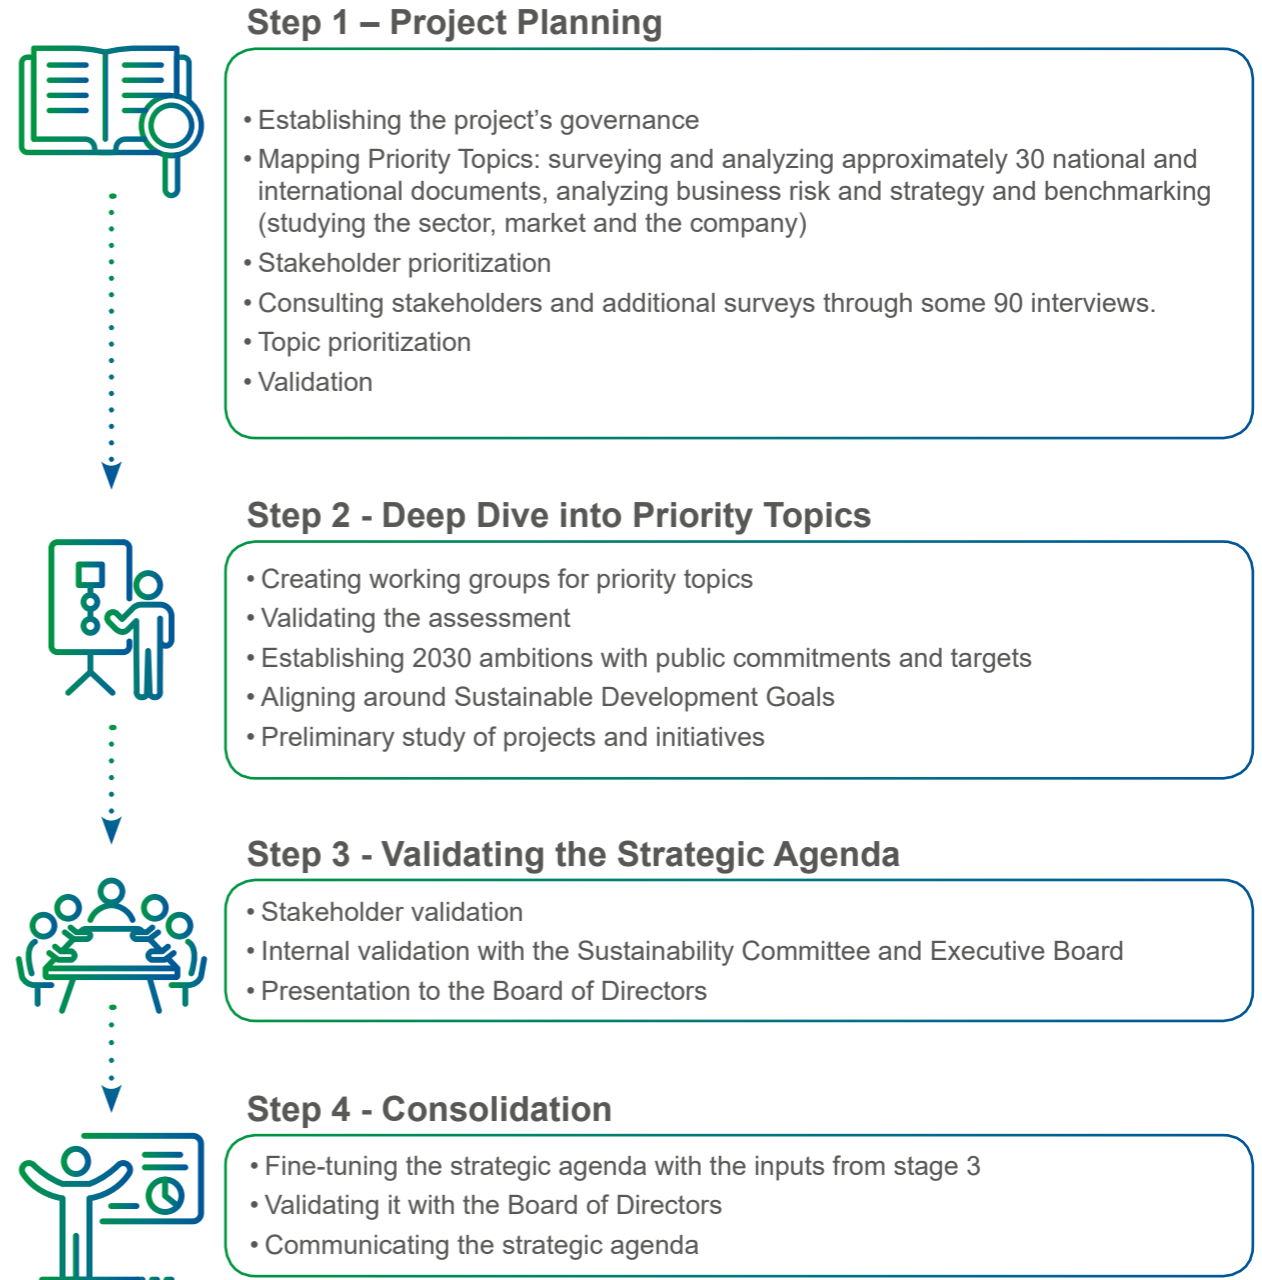 Step 1 – Project Planning
• Establishing the project’s governance
• Mapping Priority Topics: surveying and analyzing approximately 30 national and
international documents, analyzing business risk and strategy and benchmarking
(studying the sector, market and the company)
• Stakeholder prioritization
• Consulting stakeholders and additional surveys through some 90 interviews.
• Topic prioritization
• Validation
Step 2 - Deep Dive into Priority Topics
• Creating working groups for priority topics
• Validating the assessment
• Establishing 2030 ambitions with public commitments and targets
• Aligning around Sustainable Development Goals
• Preliminary study of projects and initiatives
Step 3 - Validating the Strategic Agenda
• Stakeholder validation
• Internal validation with the Sustainability Committee and Executive Board
• Presentation to the Board of Directors
Step 4 - Consolidation
• Fine-tuning the strategic agenda with the inputs from stage 3
• Validating it with the Board of Directors
• Communicating the strategic agenda